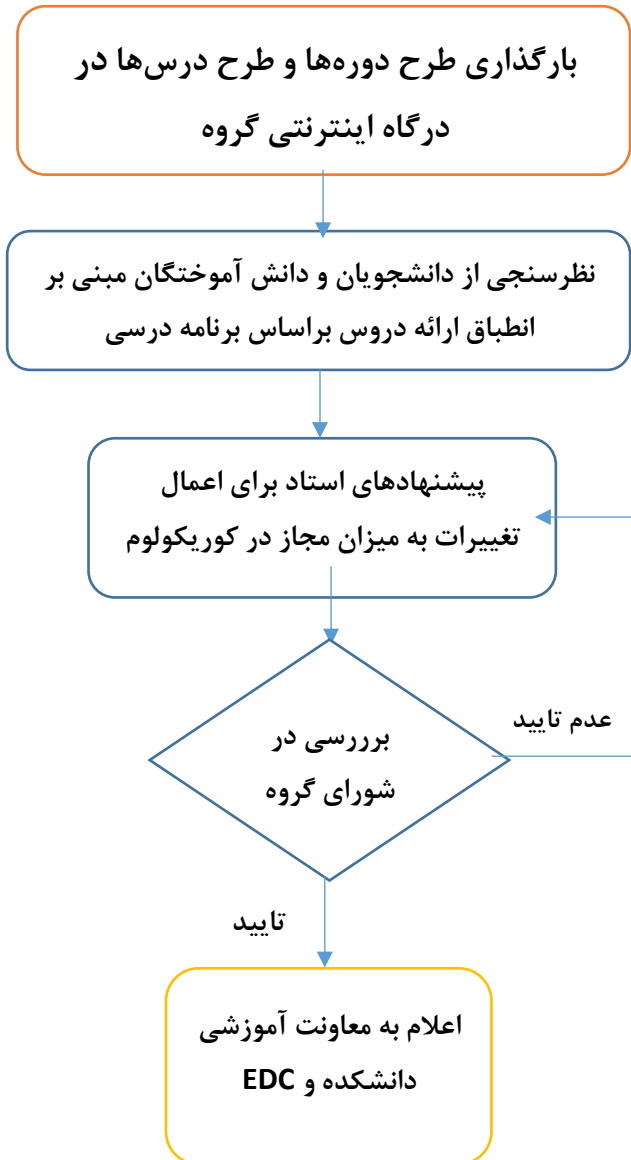 بارگذاری طرح دوره‌ها و طرح درس‌ها در
درگاه اینترنتی گروه
نظرسنجی از دانشجویان و دانش آموختگان مبنی بر
انطباق ارائه دروس براساس برنامه درسی
پیشنهادهای استاد برای اعمال
تغییرات به میزان مجاز در کوریکولوم
برررسی در
شورای گروه
عدم تایید
تایید
اعلام به معاونت آموزشی
دانشکده و EDC